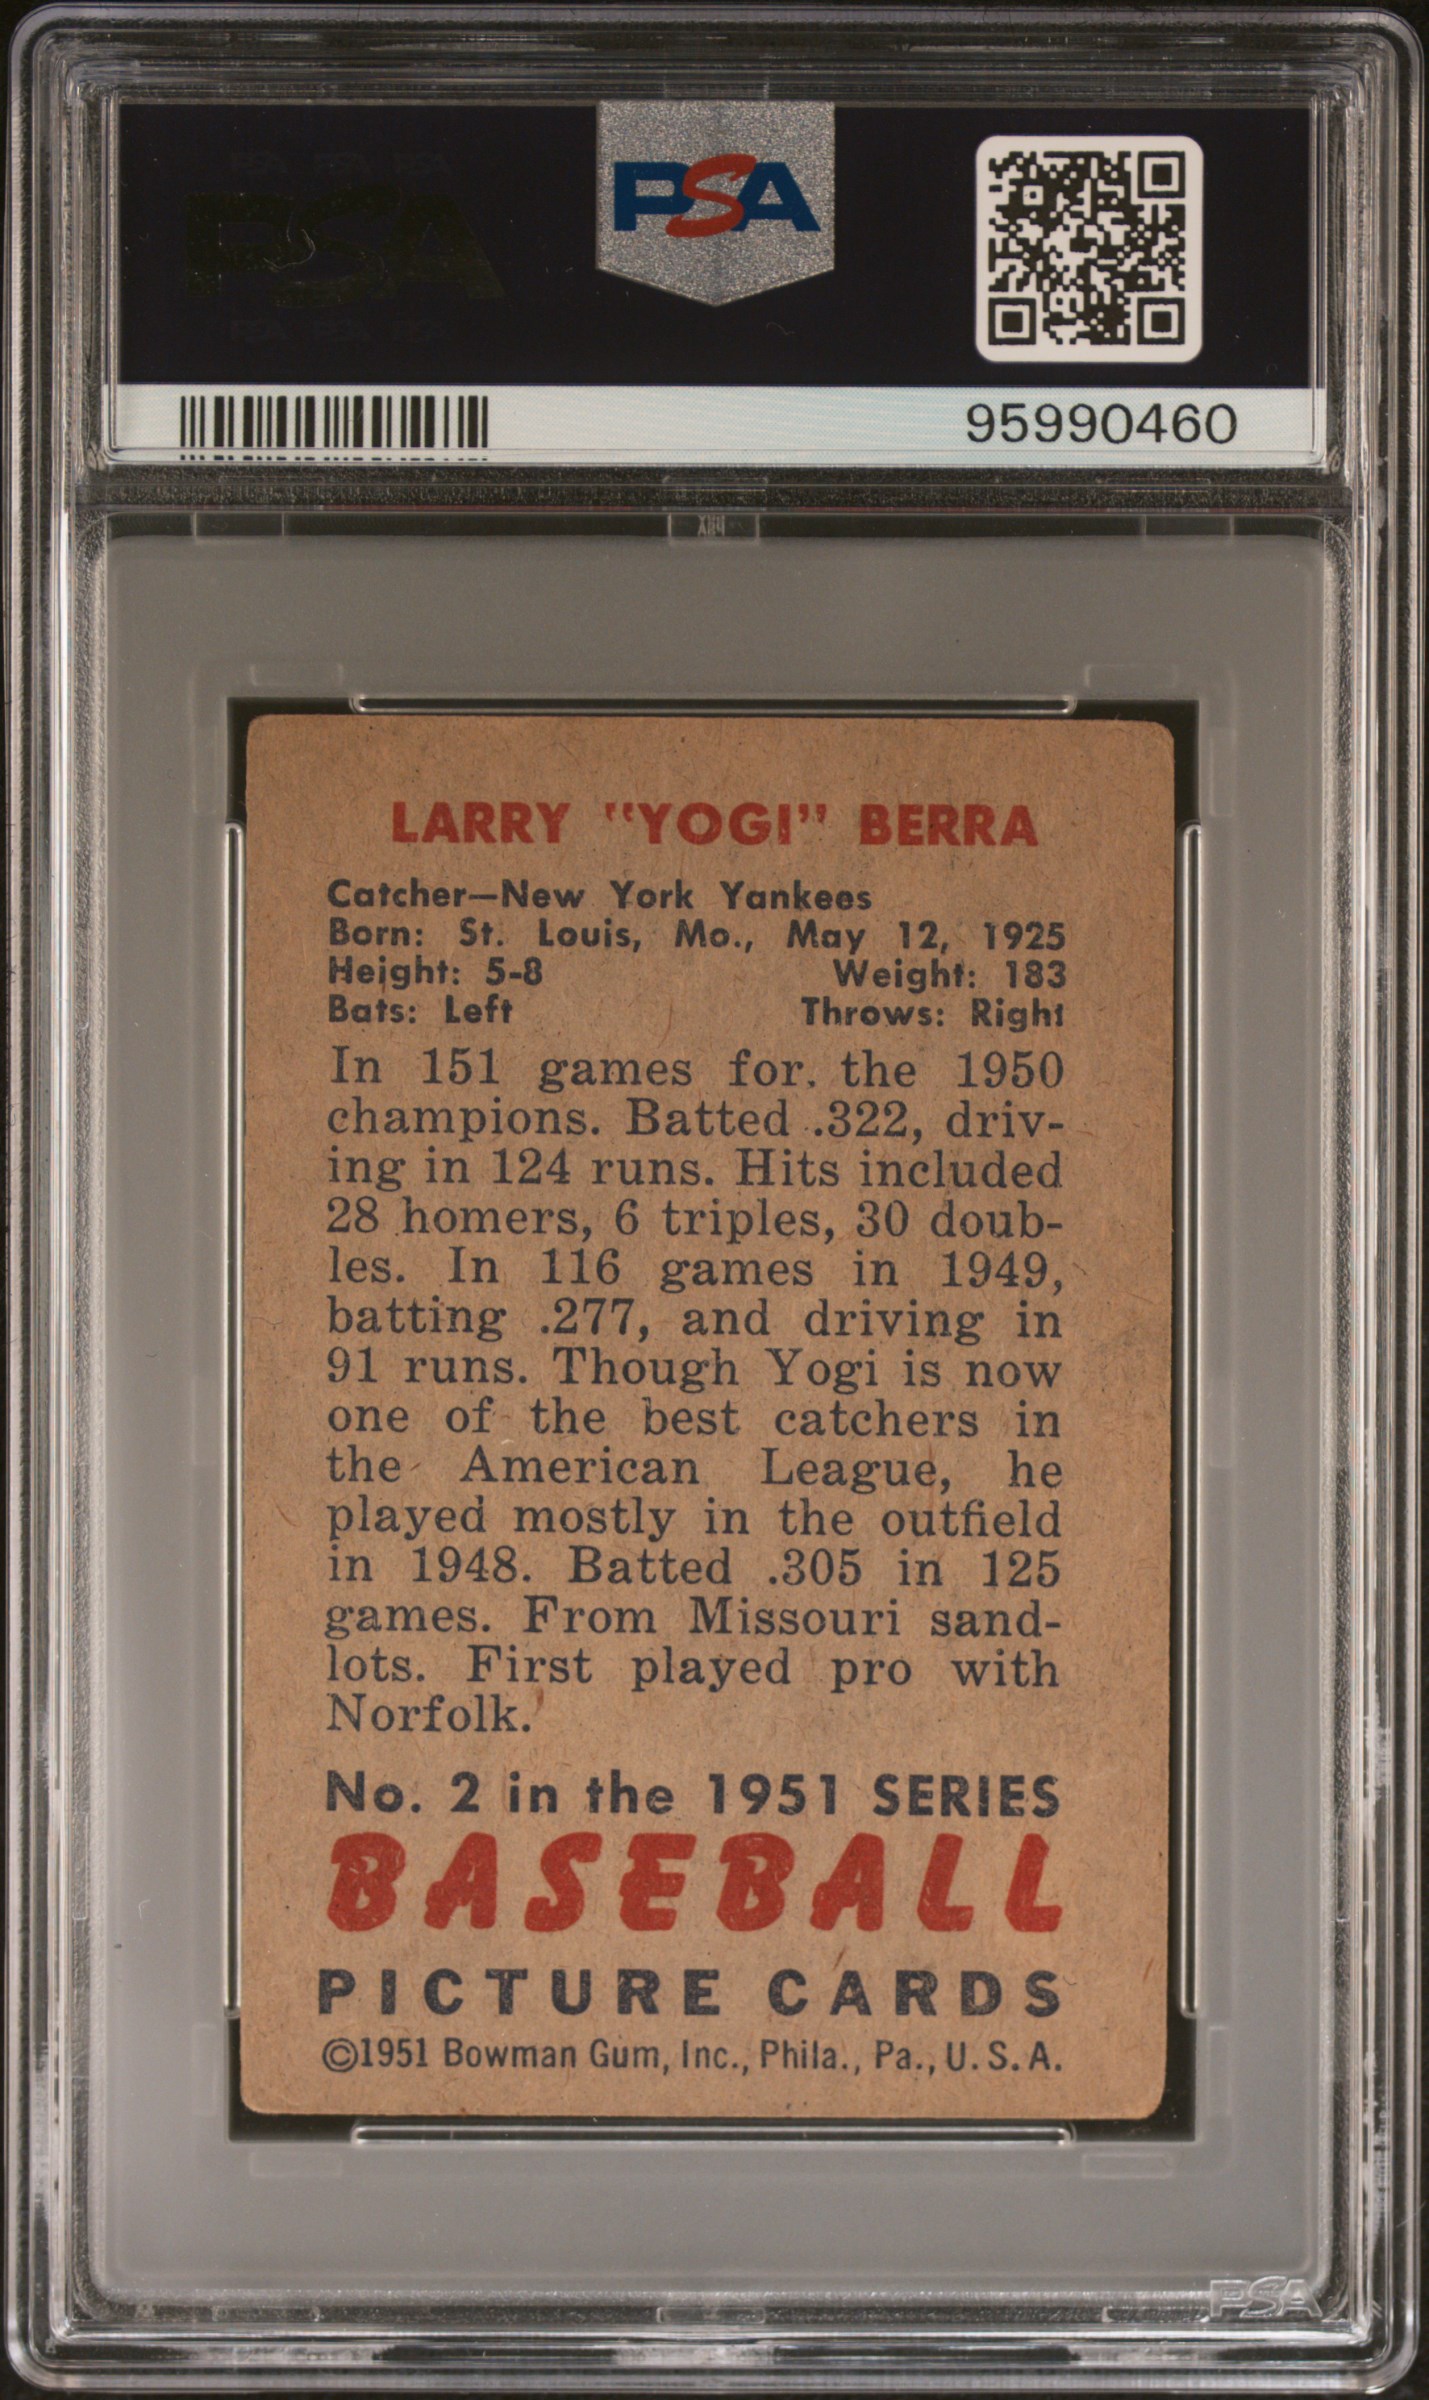 PSA
95990460
LARRY "YOGI" BERRA
Catcher—New York Yankees
Born: St. Louis, Mo., May 12, 1925
Height: 5-8 Weight: 183
Bats: Left Throws: Right
In 151 games for the 1950
champions. Batted .322, driv-
ing in 124 runs. Hits included
28 homers, 6 triples, 30 doub-
les. In 116 games in 1949,
batting .277, and driving in
91 runs. Though Yogi is now
one of the best catchers in
the American League, he
played mostly in the outfield
in 1948. Batted .305 in 125
games. From Missouri sand-
lots. First played pro with
Norfolk.
No. 2 in the 1951 SERIES
BASEBALL
PICTURE CARDS
©1951 Bowman Gum, Inc., Phila., Pa., U. S. A.
PSA